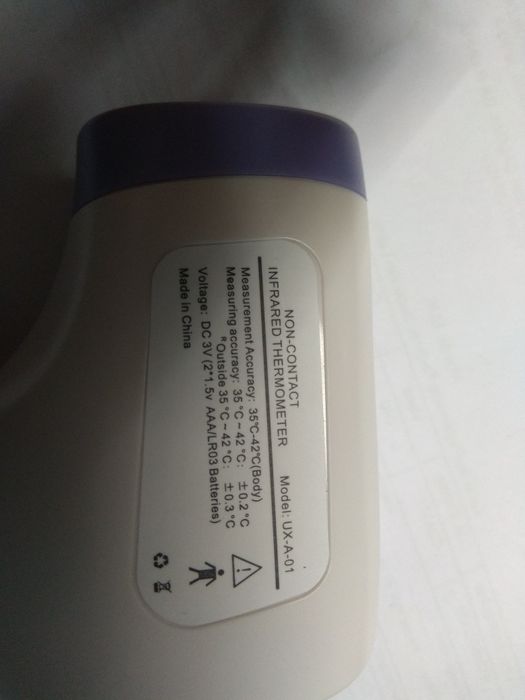 NON-CONTACT
INFRARED THERMOMETER
Model: UX-A-01
Measurement Accuracy: 35°C-42°C(Body)
Measuring accuracy: 35 °C ~ 42 °C: ±0.2 °C
Outside 35 °C ~ 42 °C: ±0.3 °C
Voltage: DC 3V (2*1.5v AAA/LR03 Batteries)
Made in China